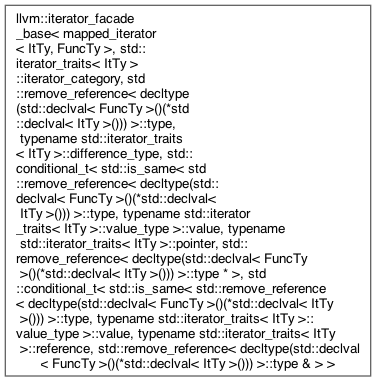 llvm::iterator_facade
_base< mapped_iterator
< ItTy, FuncTy >, std::
iterator_traits< ItTy >
::iterator_category, std
::remove_reference< decltype
(std::declval< FuncTy >()(*std
::declval< ItTy >())) >::type,
typename std::iterator_traits
< ItTy >::difference_type, std::
conditional_t< std::is_same< std
::remove_reference< decltype(std::
declval< FuncTy >()(*std::declval<
ItTy >())) >::type, typename std::iterator
_traits< ItTy >::value_type >::value, typename
std::iterator_traits< ItTy >::pointer, std::
remove_reference< decltype(std::declval< FuncTy
>()(*std::declval< ItTy >())) >::type * >, std
::conditional_t< std::is_same< std::remove_reference
< decltype(std::declval< FuncTy >()(*std::declval< ItTy
>())) >::type, typename std::iterator_traits< ItTy >::
value_type >::value, typename std::iterator_traits< ItTy
>::reference, std::remove_reference< decltype(std::declval
< FuncTy >()(*std::declval< ItTy >())) >::type & > >